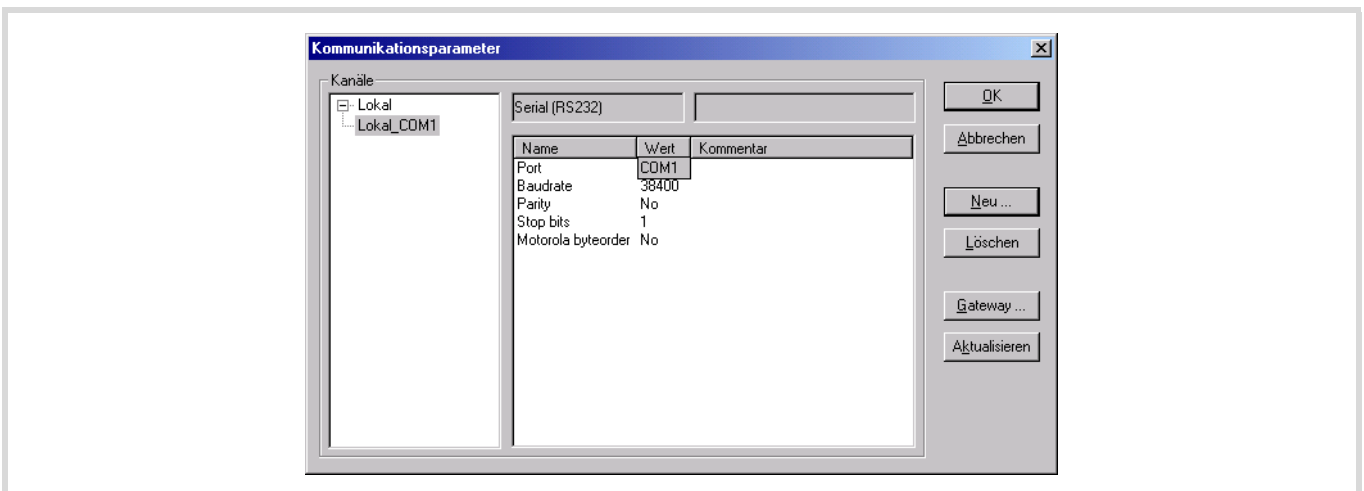 Kommunikationsparameter
Kanäle
Lokal
Lokal_COM1
Serial (RS232)
Name Wert Kommentar
Port COM1
Baudrate 38400
Parity No
Stop bits 1
Motorola byteorder No
OK
Abbrechen
Neu ...
Löschen
Gateway ...
Aktualisieren